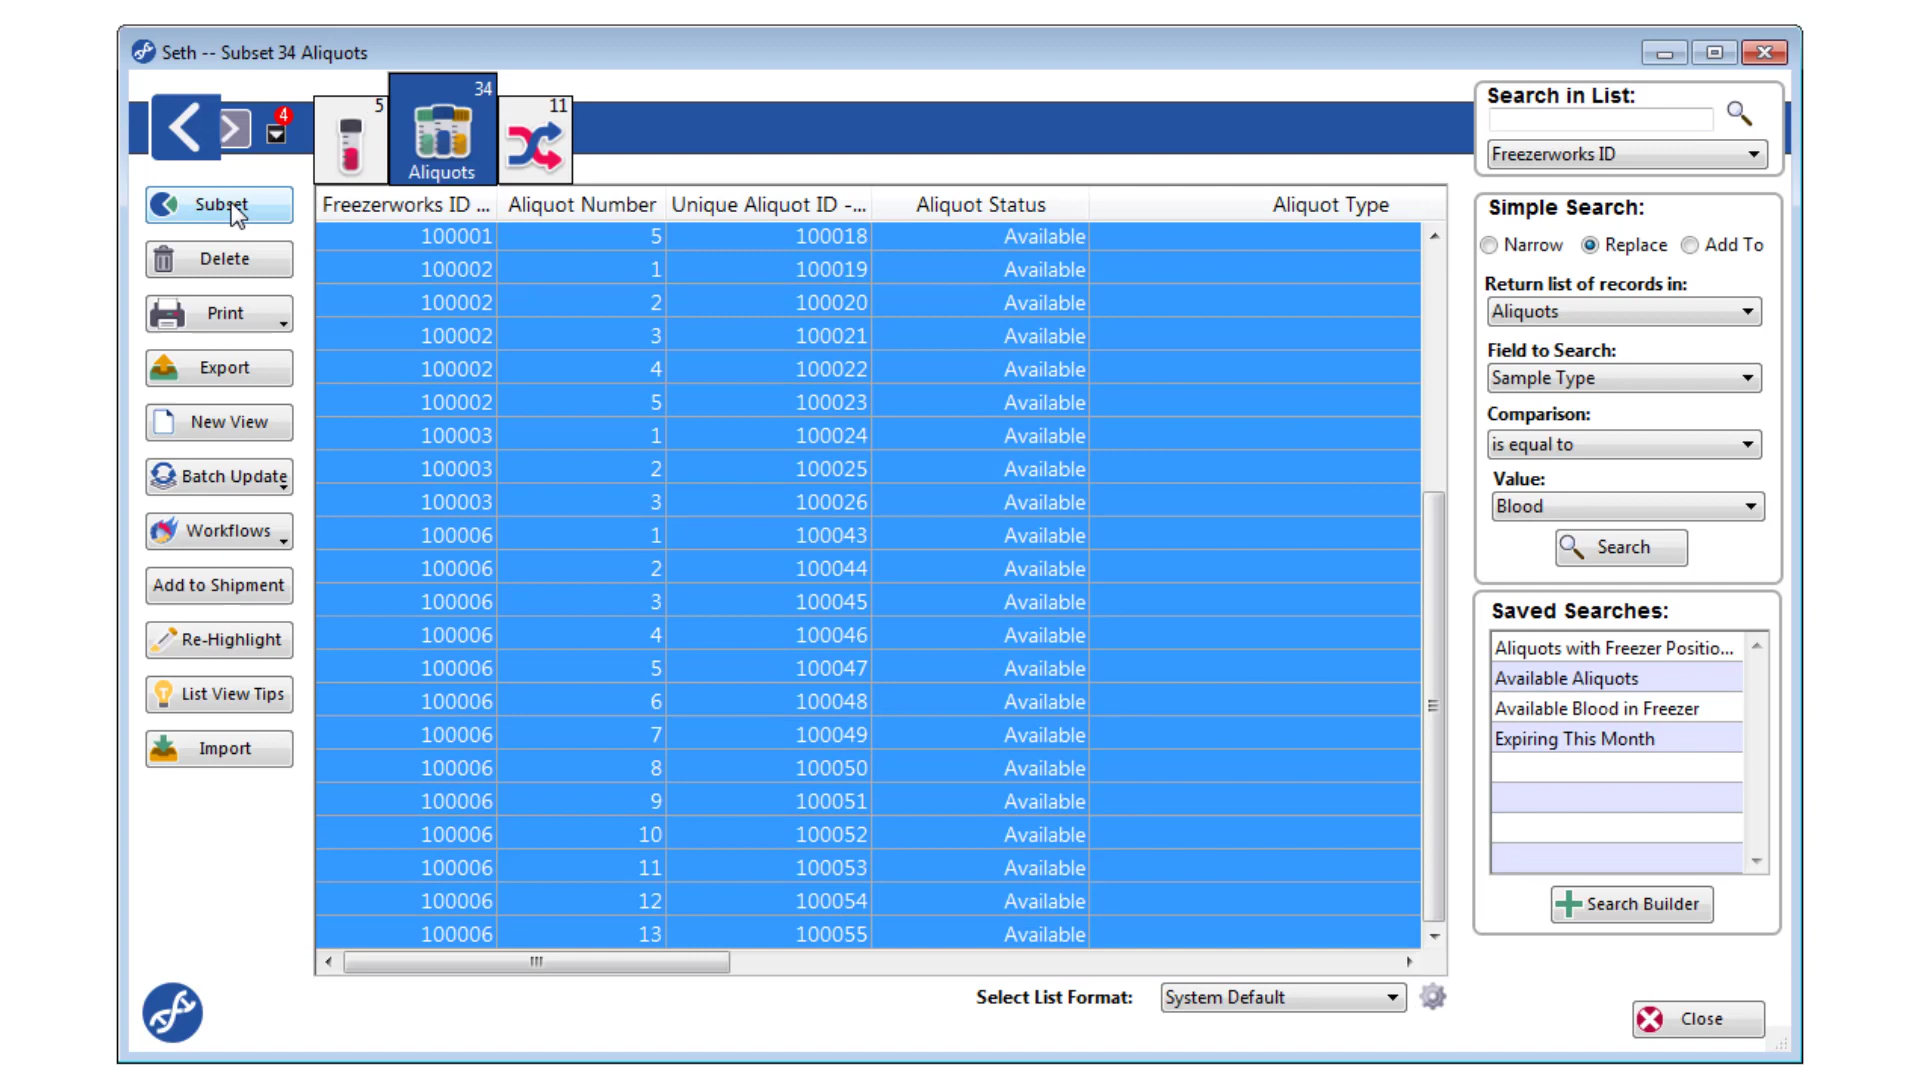 Seth -- Subset 34 Aliquots
4
5
34
Aliquots
11
Search in List:
Freezerworks ID
Subset
Delete
Print
Export
New View
Batch Update
Workflows
Add to Shipment
Re-Highlight
List View Tips
Import
Freezerworks ID ... Aliquot Number Unique Aliquot ID -... Aliquot Status Aliquot Type
100001 5 100018 Available
100002 1 100019 Available
100002 2 100020 Available
100002 3 100021 Available
100002 4 100022 Available
100002 5 100023 Available
100003 1 100024 Available
100003 2 100025 Available
100003 3 100026 Available
100006 1 100043 Available
100006 2 100044 Available
100006 3 100045 Available
100006 4 100046 Available
100006 5 100047 Available
100006 6 100048 Available
100006 7 100049 Available
100006 8 100050 Available
100006 9 100051 Available
100006 10 100052 Available
100006 11 100053 Available
100006 12 100054 Available
100006 13 100055 Available
Select List Format: System Default
Simple Search:
Narrow Replace Add To
Return list of records in:
Aliquots
Field to Search:
Sample Type
Comparison:
is equal to
Value:
Blood
Search
Saved Searches:
Aliquots with Freezer Positio...
Available Aliquots
Available Blood in Freezer
Expiring This Month
Search Builder
Close